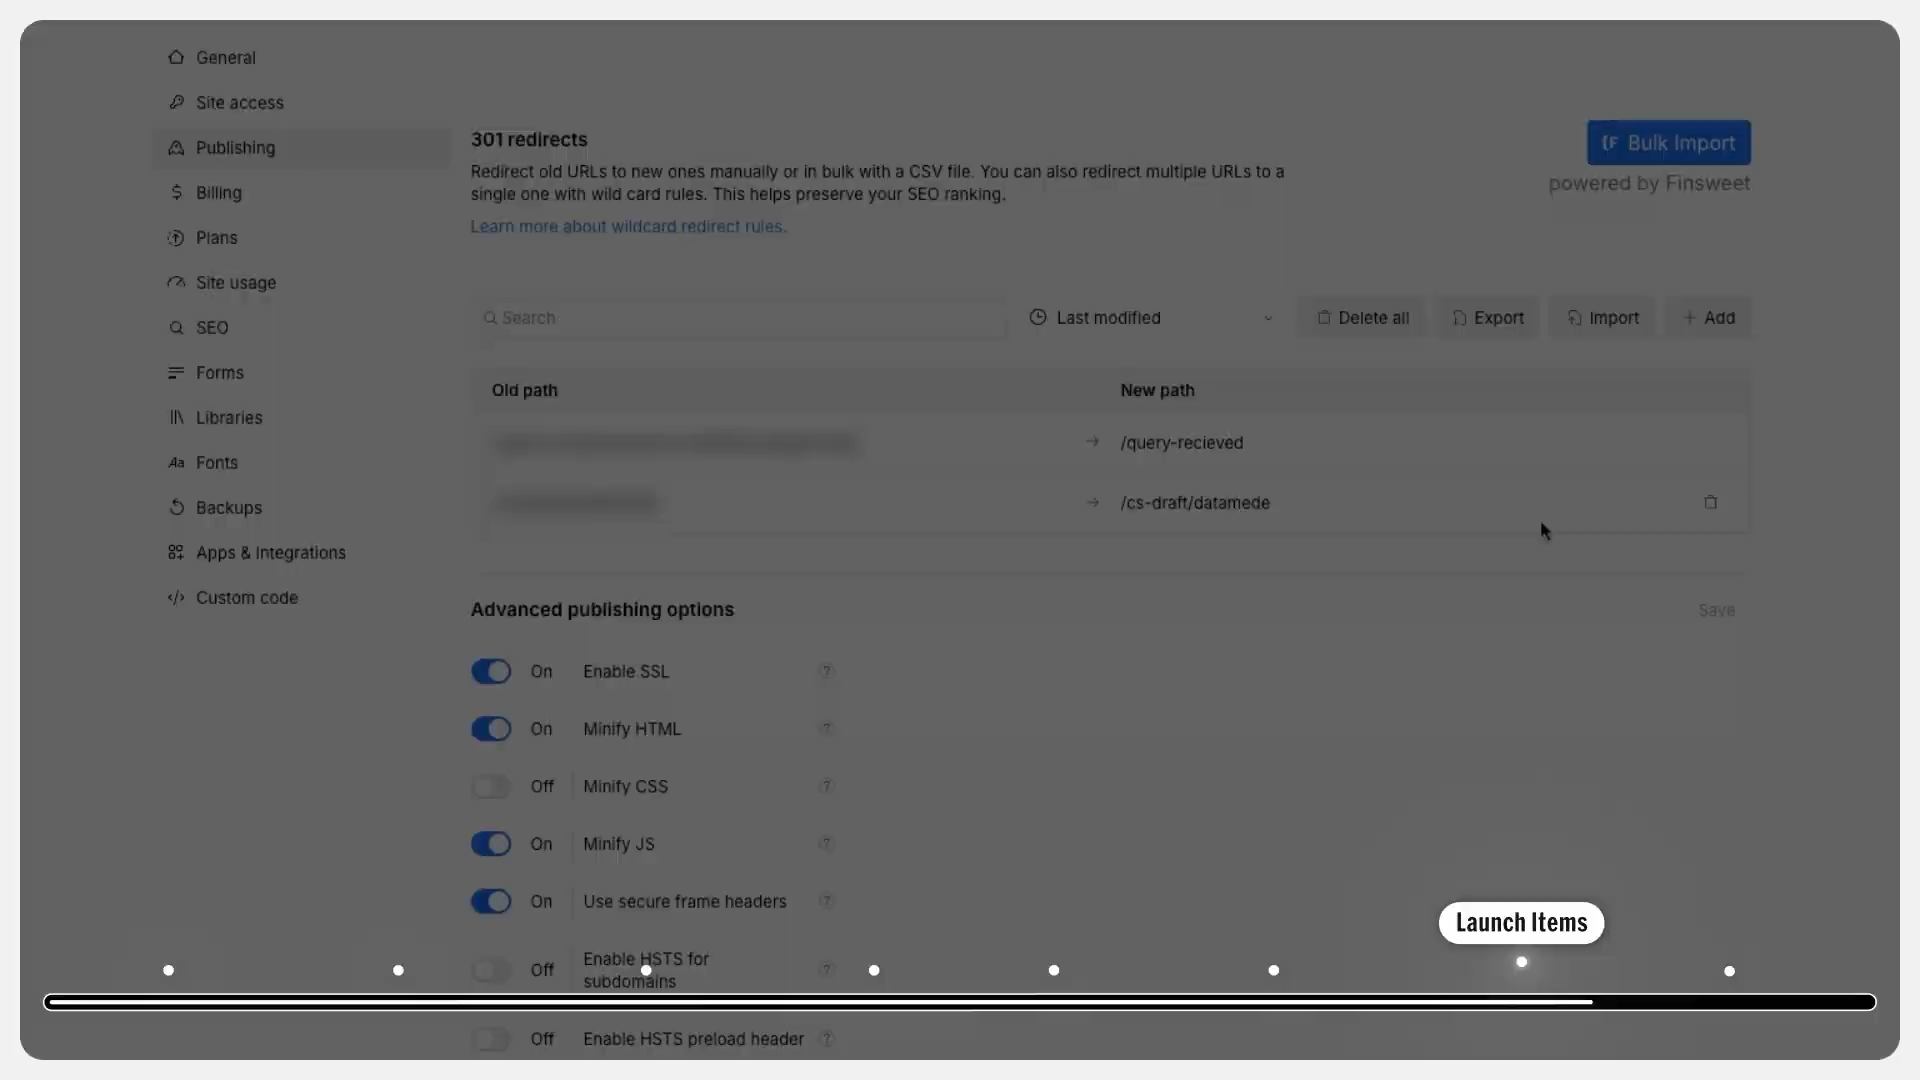 General
Site access
Publishing
Billing
Plans
Site usage
SEO
Forms
Libraries
Aa Fonts
Backups
Apps & Integrations
</> Custom code
301 redirects
Redirect old URLs to new ones manually or in bulk with a CSV file. You can also redirect multiple URLs to a
single one with wild card rules. This helps preserve your SEO ranking.
Learn more about wildcard redirect rules.
Bulk Import
powered by Finsweet
Search
Last modified
Delete all
Export
Import
+ Add
Old path
New path
→ /query-recieved
→ /cs-draft/datamede
Advanced publishing options
Save
On Enable SSL ?
On Minify HTML ?
Off Minify CSS ?
On Minify JS ?
On Use secure frame headers ?
Off Enable HSTS for
subdomains ?
Off Enable HSTS preload header ?
Launch Items